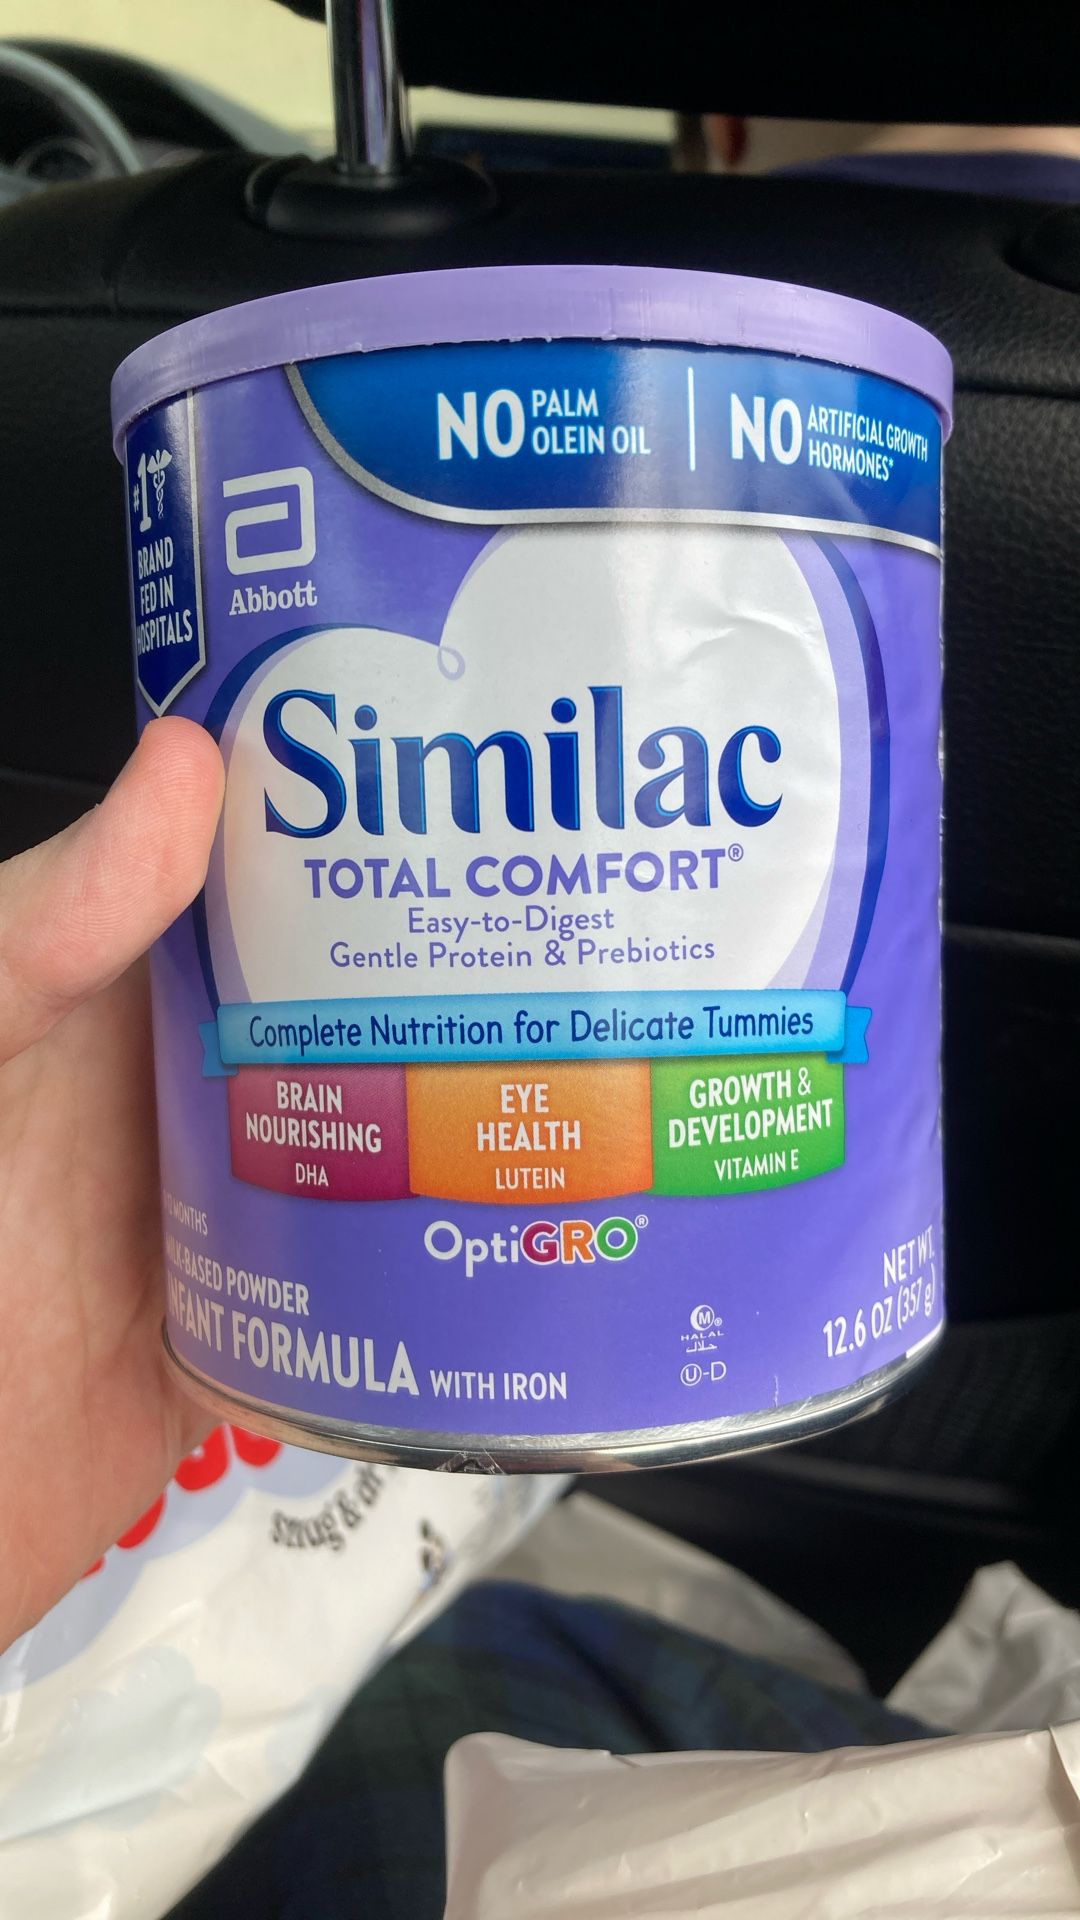 NO PALM
OLEIN OIL
NO ARTIFICIAL GROWTH
HORMONES*
#1
BRAND
FED IN
HOSPITALS
Abbott
Similac
TOTAL COMFORT®
Easy-to-Digest
Gentle Protein & Prebiotics
Complete Nutrition for Delicate Tummies
BRAIN
NOURISHING
DHA
EYE
HEALTH
LUTEIN
GROWTH &
DEVELOPMENT
VITAMIN E
OptiGRO®
MONTHS
MILK-BASED POWDER
INFANT FORMULA WITH IRON
M®
HALAL
حلال
U-D
NET WT.
12.6 OZ (357 g)
Snug &